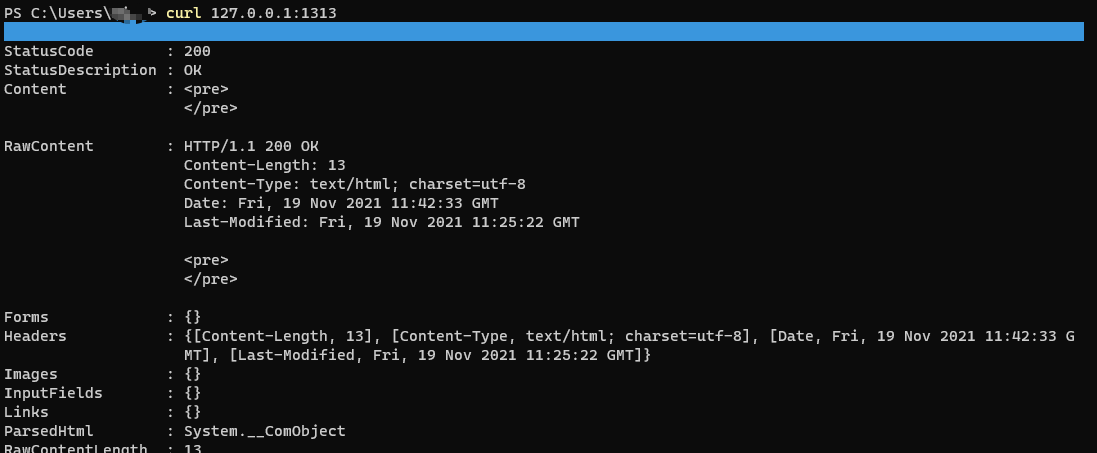 PS C:\Users\ > curl 127.0.0.1:1313
StatusCode : 200
StatusDescription : OK
Content : <pre>
</pre>
RawContent : HTTP/1.1 200 OK
Content-Length: 13
Content-Type: text/html; charset=utf-8
Date: Fri, 19 Nov 2021 11:42:33 GMT
Last-Modified: Fri, 19 Nov 2021 11:25:22 GMT
<pre>
</pre>
Forms : {}
Headers : {[Content-Length, 13], [Content-Type, text/html; charset=utf-8], [Date, Fri, 19 Nov 2021 11:42:33 G
MT], [Last-Modified, Fri, 19 Nov 2021 11:25:22 GMT]}
Images : {}
InputFields : {}
Links : {}
ParsedHtml : System.__ComObject
RawContentLength : 13